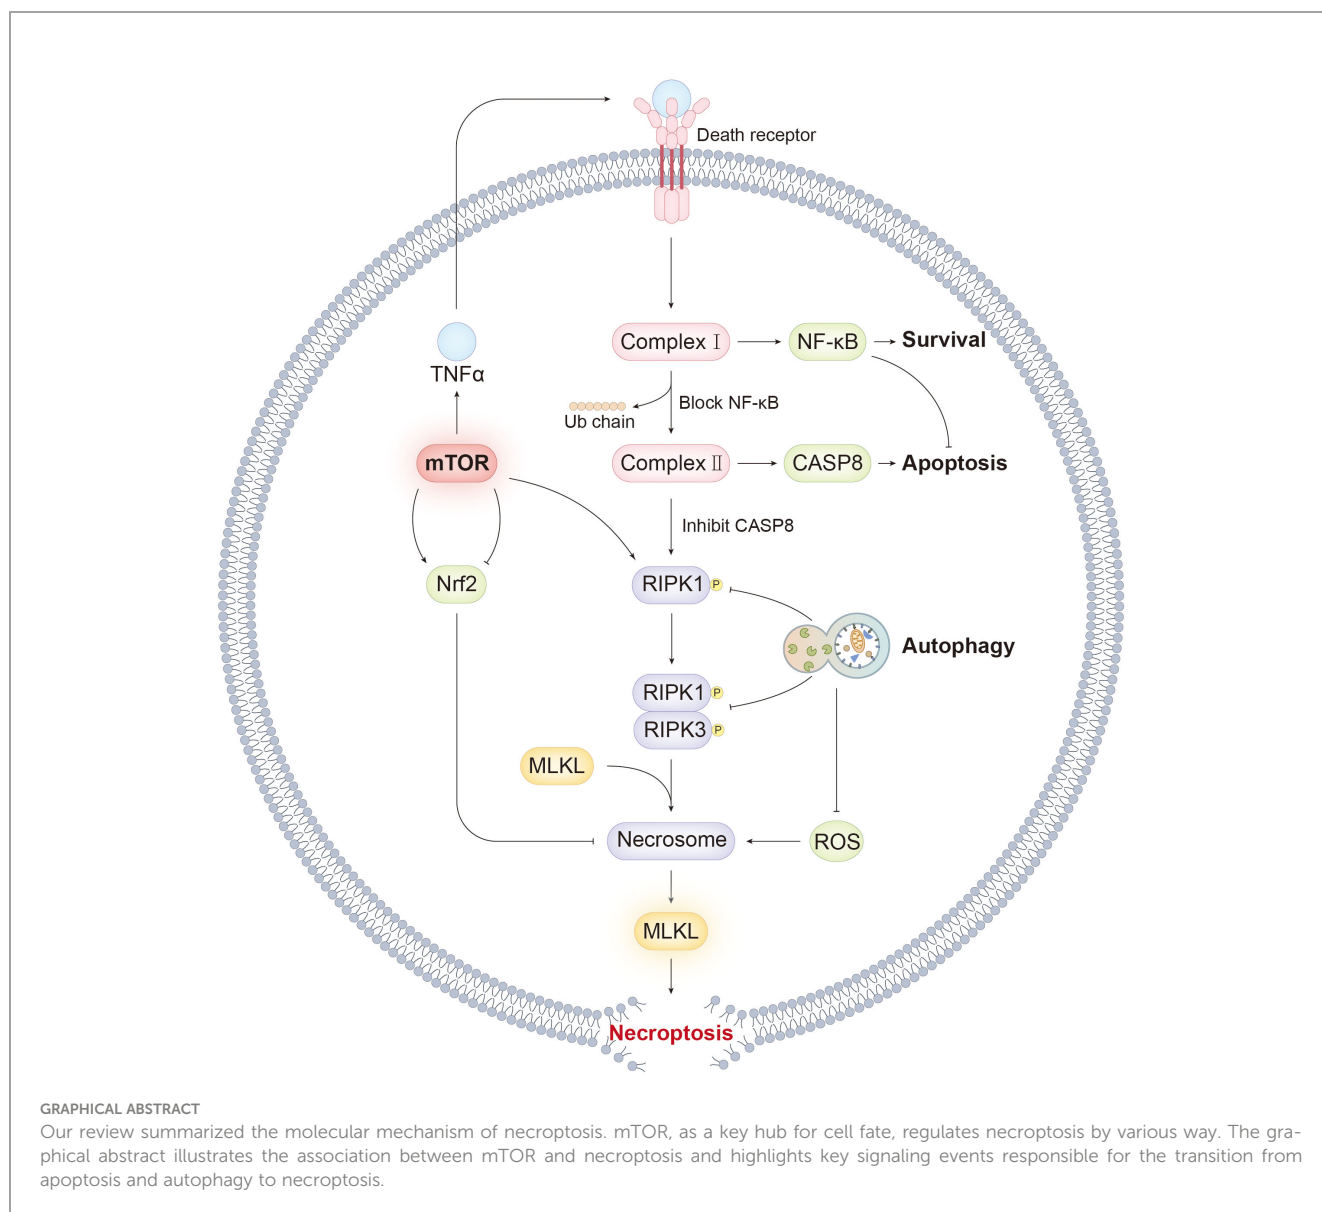 Death receptor
Complex Ⅰ
NF-κB
Survival
TNFα
Block NF-κB
Ub chain
mTOR
Complex Ⅱ
CASP8
Apoptosis
Inhibit CASP8
Nrf2
RIPK1
P
Autophagy
RIPK1
P
RIPK3
P
MLKL
Necrosome
ROS
MLKL
Necroptosis
GRAPHICAL ABSTRACT
Our review summarized the molecular mechanism of necroptosis. mTOR, as a key hub for cell fate, regulates necroptosis by various way. The gra-
phical abstract illustrates the association between mTOR and necroptosis and highlights key signaling events responsible for the transition from
apoptosis and autophagy to necroptosis.